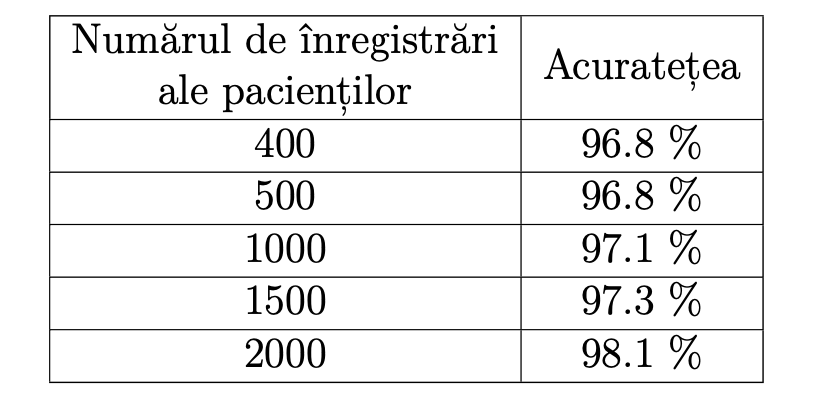 Numărul de înregistrări
ale pacienților
Acuratețea
400 96.8 %
500 96.8 %
1000 97.1 %
1500 97.3 %
2000 98.1 %